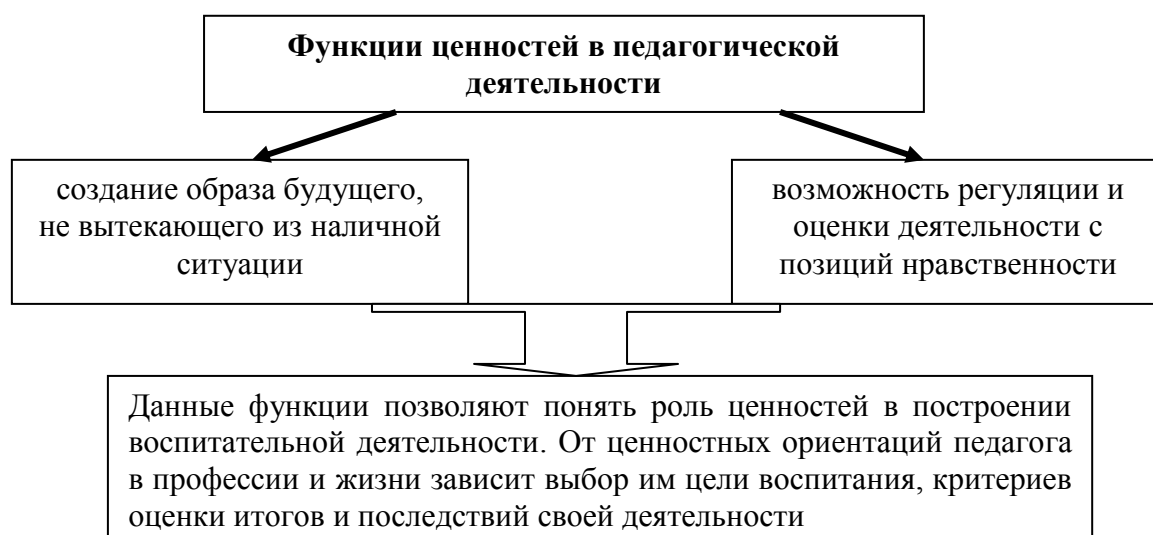 Функции ценностей в педагогической
деятельности
создание образа будущего,
не вытекающего из наличной
ситуации
возможность регуляции и
оценки деятельности с
позиций нравственности
Данные функции позволяют понять роль ценностей в построении
воспитательной деятельности. От ценностных ориентаций педагога
в профессии и жизни зависит выбор им цели воспитания, критериев
оценки итогов и последствий своей деятельности